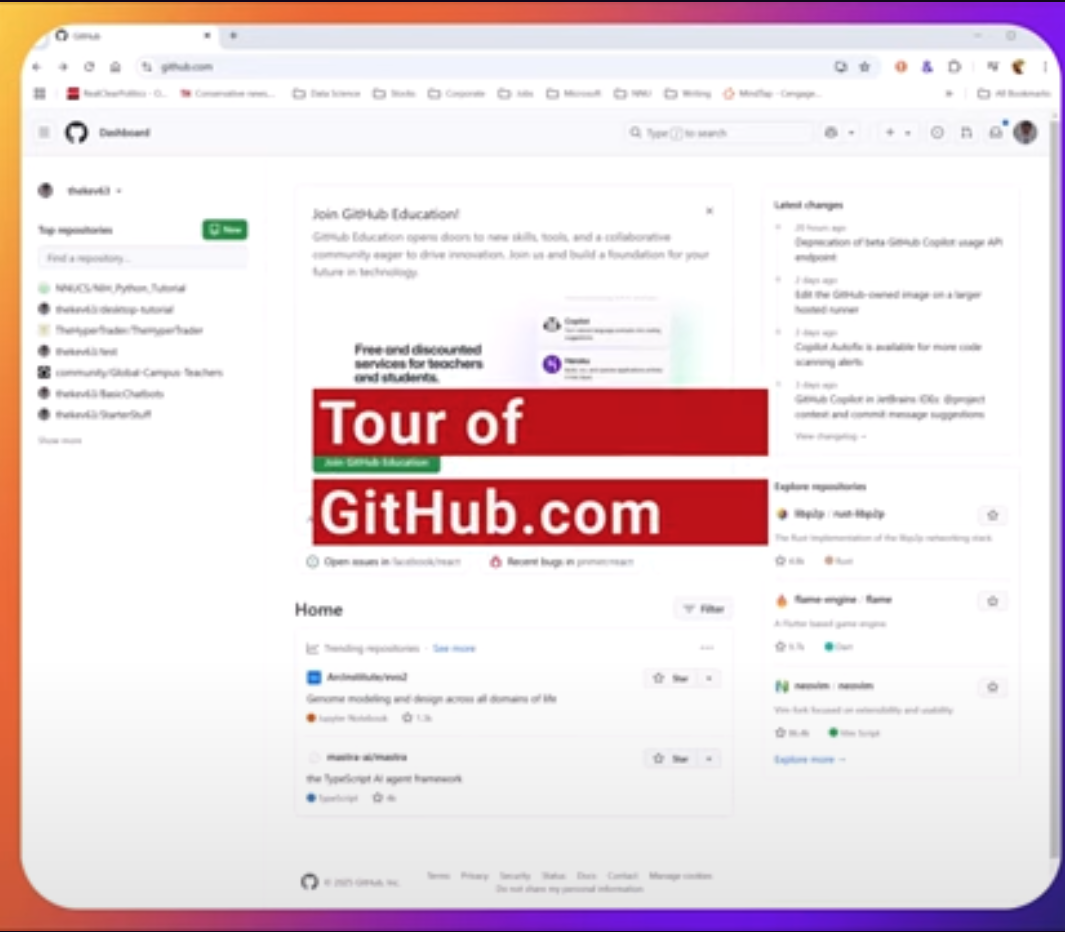 GitHub
github.com
RealClearPolitics - O...
Conservative news,...
Data Science
Stocks
Corporate
Jobs
Microsoft
NNU
Writing
MindTap - Cengage...
All Bookmarks
Dashboard
Type / to search
thekev63
Top repositories
New
Find a repository...
NNUCS/NIH_Python_Tutorial
thekev63/desktop-tutorial
TheHyperTrader/TheHyperTrader
thekev63/test
community/Global-Campus-Teachers
thekev63/BasicChatbots
thekev63/StarterStuff
Show more
Join GitHub Education!
GitHub Education opens doors to new skills, tools, and a collaborative
community eager to drive innovation. Join us and build a foundation for your
future in technology.
Free and discounted
services for teachers
and students.
Copilot
Heroku
Tour of
Join GitHub Education
GitHub.com
Open issues in facebook/react
Recent bugs in primer/react
Home
Filter
Trending repositories · See more
ArcInstitute/evo2
Star
Genome modeling and design across all domains of life
Jupyter Notebook
1.3k
mastra-ai/mastra
Star
the TypeScript AI agent framework
TypeScript
4k
Latest changes
20 hours ago
Deprecation of beta GitHub Copilot usage API
endpoint
2 days ago
Edit the GitHub-owned image on a larger
hosted runner
Copilot Autofix is available for more code
scanning alerts
3 days ago
GitHub Copilot in JetBrains IDEs: @project
context and commit message suggestions
View changelog →
Explore repositories
libp2p / rust-libp2p
The Rust Implementation of the libp2p networking stack.
Rust
flame-engine / flame
A Flutter based game engine.
9.7k
Dart
neovim / neovim
Vim-fork focused on extensibility and usability
86.4k
Vim Script
Explore more →
© 2025 GitHub, Inc.
Terms
Privacy
Security
Status
Docs
Contact
Manage cookies
Do not share my personal information